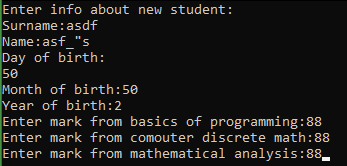 Enter info about new student:
Surname:asdf
Name:asf_"s
Day of birth:
50
Month of birth:50
Year of birth:2
Enter mark from basics of programming:88
Enter mark from comouter discrete math:88
Enter mark from mathematical analysis:88